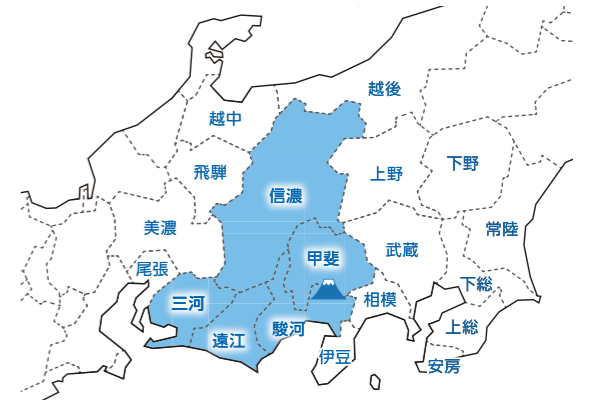 越後
越中
飛騨
信濃
上野
下野
美濃
常陸
甲斐
武蔵
尾張
下総
三河
相模
駿河
上総
遠江
伊豆
安房